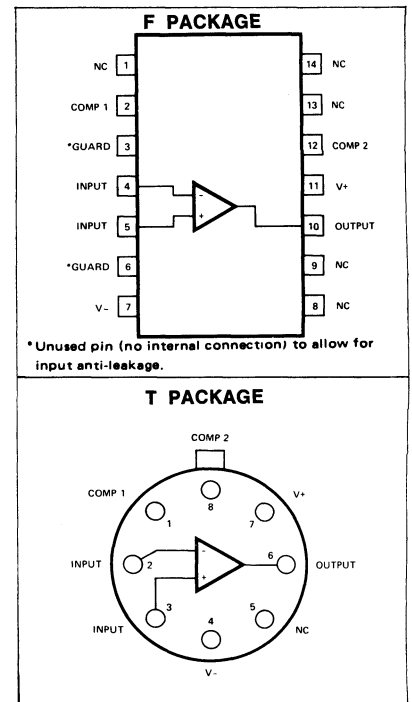 F PACKAGE
NC 1
14 NC
COMP 1 2
13 NC
*GUARD 3
12 COMP 2
INPUT 4
11 V+
-
+
INPUT 5
10 OUTPUT
*GUARD 6
9 NC
V- 7
8 NC
*Unused pin (no internal connection) to allow for
input anti-leakage.
T PACKAGE
COMP 2
COMP 1
V+
8
1
7
INPUT 2
-
+
6 OUTPUT
3
5
INPUT
4
NC
V-